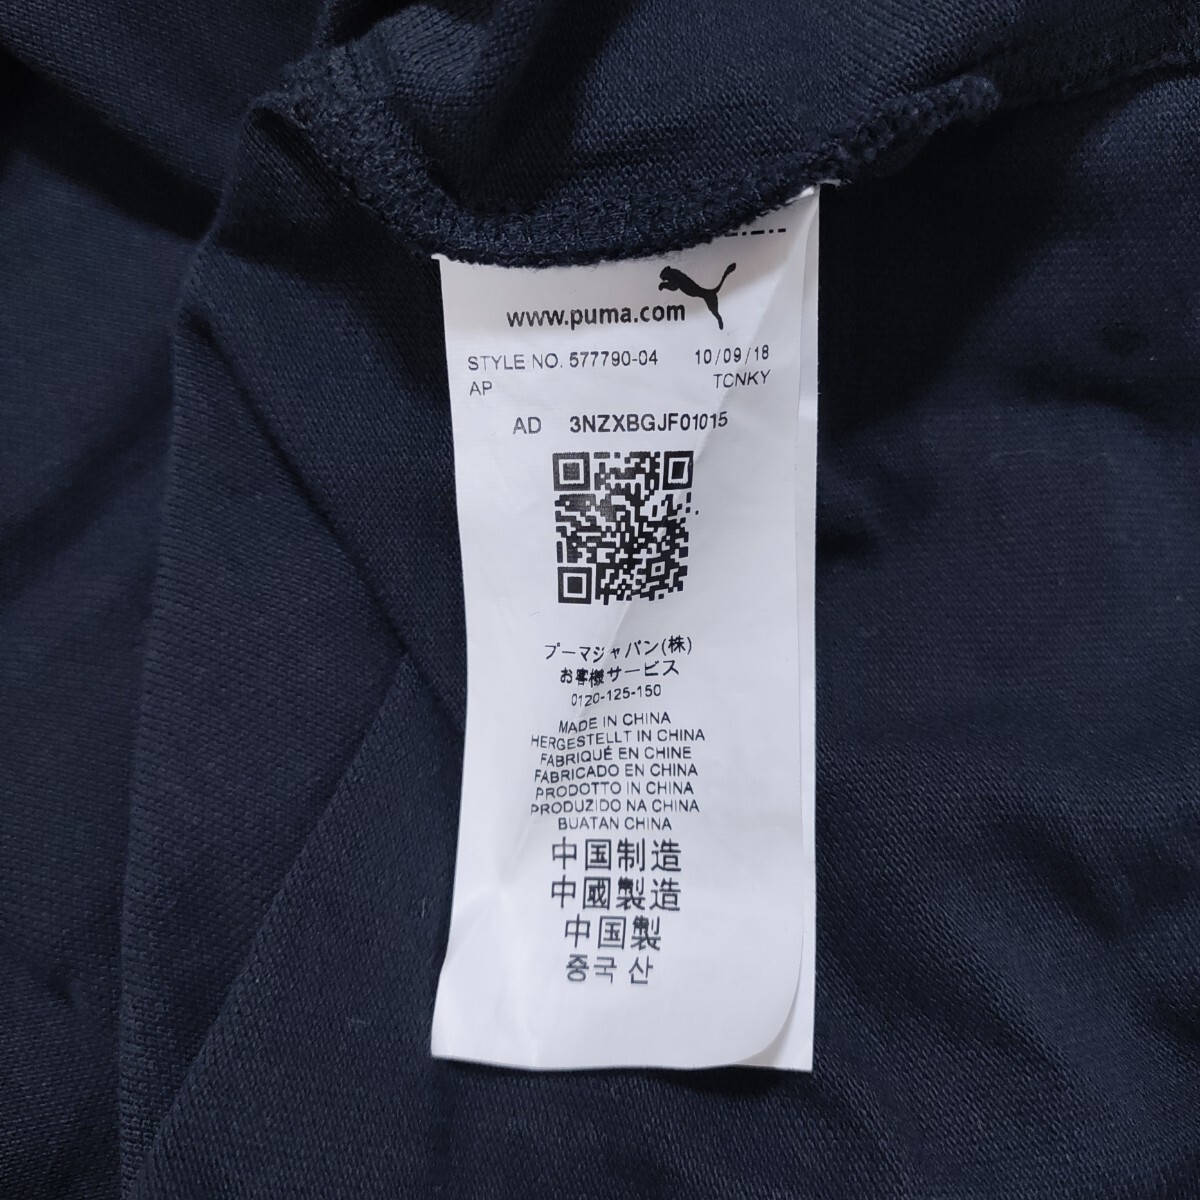 www.puma.com
STYLE NO. 577790-04 10/09/18
AP TCNKY
AD 3NZXBGJF01015
プーマジャパン(株)
お客様サービス
0120-125-150
MADE IN CHINA
HERGESTELLT IN CHINA
FABRIQUÉ EN CHINE
FABRICADO EN CHINA
PRODOTTO IN CHINA
PRODUZIDO NA CHINA
BUATAN CHINA
中国制造
中國製造
中国製
중국 산